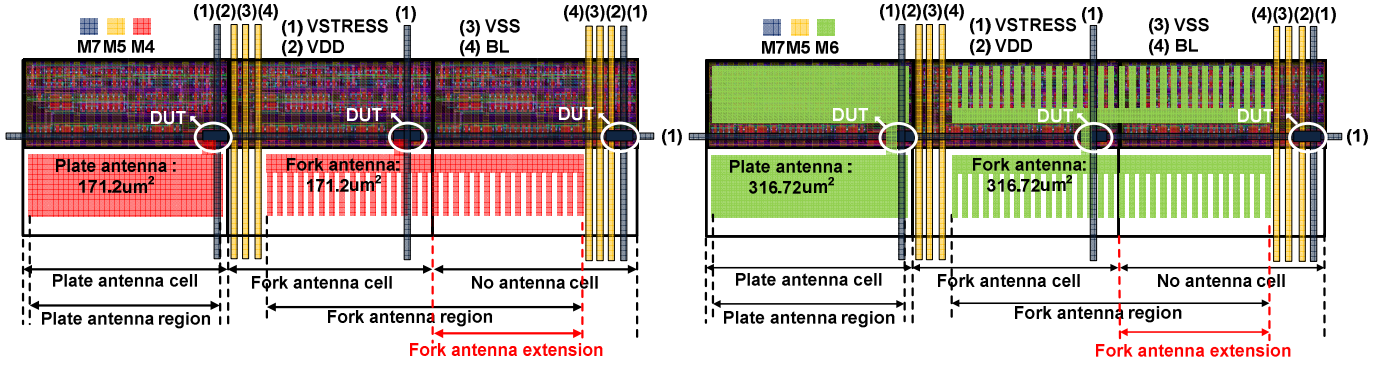 (1)(2)(3)(4)
(1) VSTRESS
(2) VDD
(1)
(3) VSS
(4) BL
(4)(3)(2)(1)
M7 M5 M4
DUT
DUT
DUT
(1)
Plate antenna :
171.2um2
Fork antenna:
171.2um2
Plate antenna cell
Fork antenna cell
No antenna cell
Plate antenna region
Fork antenna region
Fork antenna extension
(1)(2)(3)(4)
(1) VSTRESS
(2) VDD
(1)
(3) VSS
(4) BL
(4)(3)(2)(1)
M7 M5 M6
DUT
DUT
DUT
(1)
Plate antenna :
316.72um2
Fork antenna:
316.72um2
Plate antenna cell
Fork antenna cell
No antenna cell
Plate antenna region
Fork antenna region
Fork antenna extension